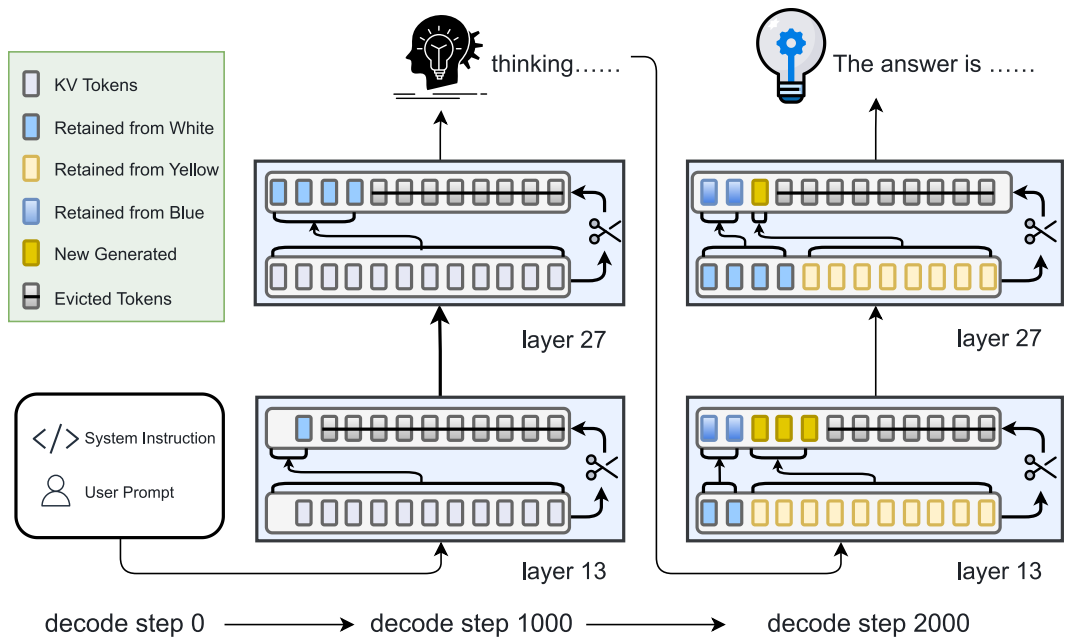 KV Tokens
Retained from White
Retained from Yellow
Retained from Blue
New Generated
Evicted Tokens
thinking......
The answer is ......
layer 27
layer 27
</> System Instruction
User Prompt
layer 13
layer 13
decode step 0
decode step 1000
decode step 2000